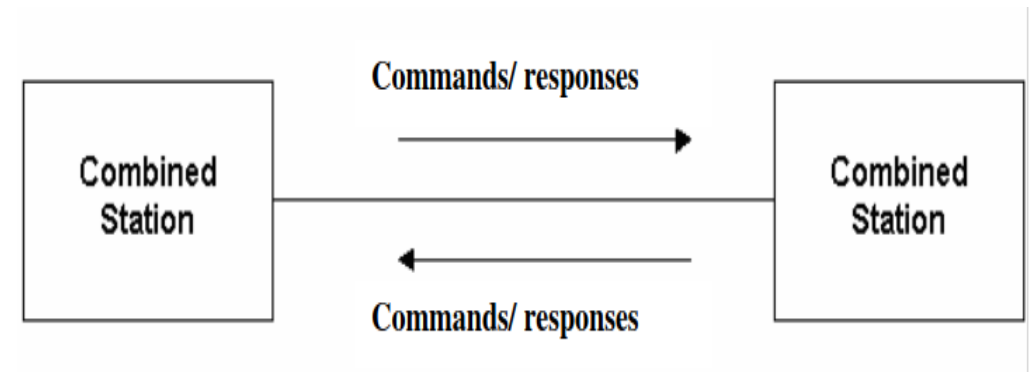 Commands/ responses
Combined
Station
Combined
Station
Commands/ responses